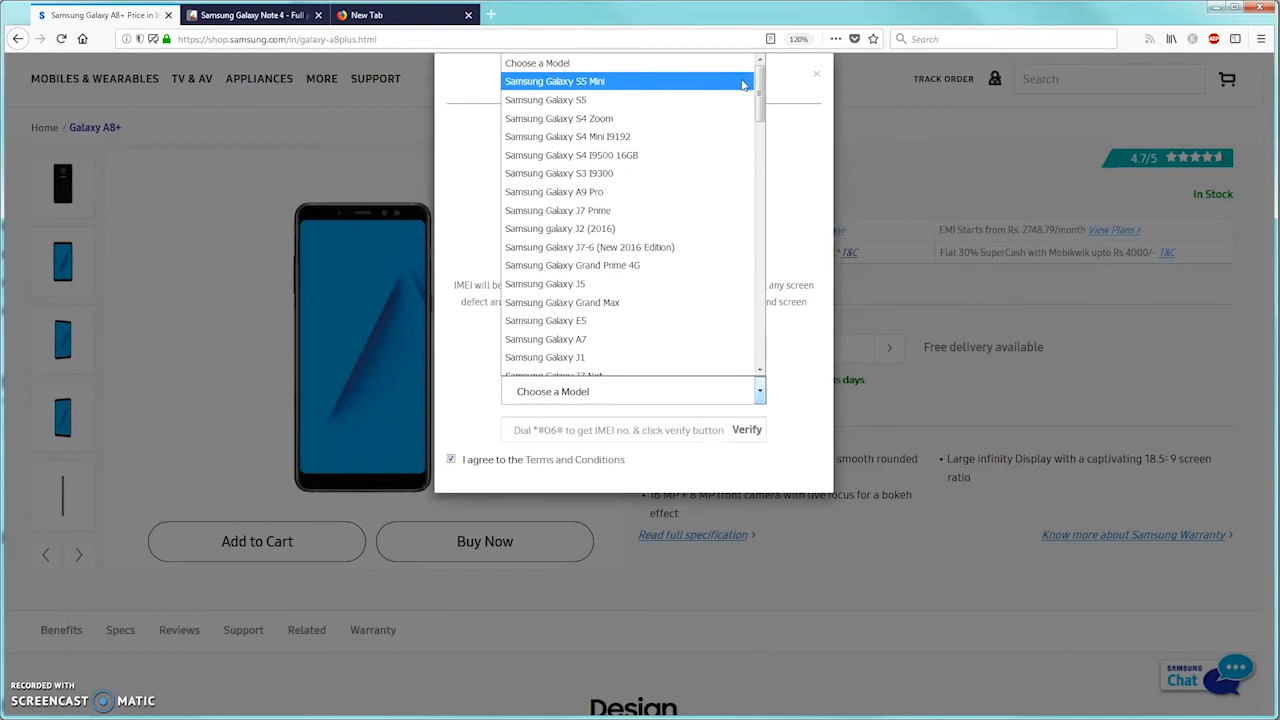 Samsung Galaxy A8+ Price in I
Samsung Galaxy Note 4 - Full
New Tab
https://shop.samsung.com/in/galaxy-a8plus.html
120%
Search
MOBILES & WEARABLES
TV & AV
APPLIANCES
MORE
SUPPORT
TRACK ORDER
Search
Home / Galaxy A8+
4.7/5
In Stock
EMI Starts from Rs. 2748.79/month View Plans
T&C
Flat 30% SuperCash with Mobikwik upto Rs 4000/- T&C
Choose a Model
Samsung Galaxy S5 Mini
Samsung Galaxy S5
Samsung Galaxy S4 Zoom
Samsung Galaxy S4 Mini I9192
Samsung Galaxy S4 I9500 16GB
Samsung Galaxy S3 I9300
Samsung Galaxy A9 Pro
Samsung Galaxy J7 Prime
Samsung galaxy J2 (2016)
Samsung Galaxy J7-6 (New 2016 Edition)
Samsung Galaxy Grand Prime 4G
Samsung Galaxy J5
Samsung Galaxy Grand Max
Samsung Galaxy E5
Samsung Galaxy A7
Samsung Galaxy J1
IMEI will be
any screen
defect
nd screen
Choose a Model
Dial *#06# to get IMEI no. & click verify button
Verify
I agree to the Terms and Conditions
Free delivery available
days
smooth rounded
• Large Infinity Display with a captivating 18.5: 9 screen
ratio
• 16 MP + 8 MP front camera with live focus for a bokeh
effect
Read full specification
Know more about Samsung Warranty
Add to Cart
Buy Now
Benefits
Specs
Reviews
Support
Related
Warranty
SAMSUNG
Chat
Design
RECORDED WITH
SCREENCAST MATIC